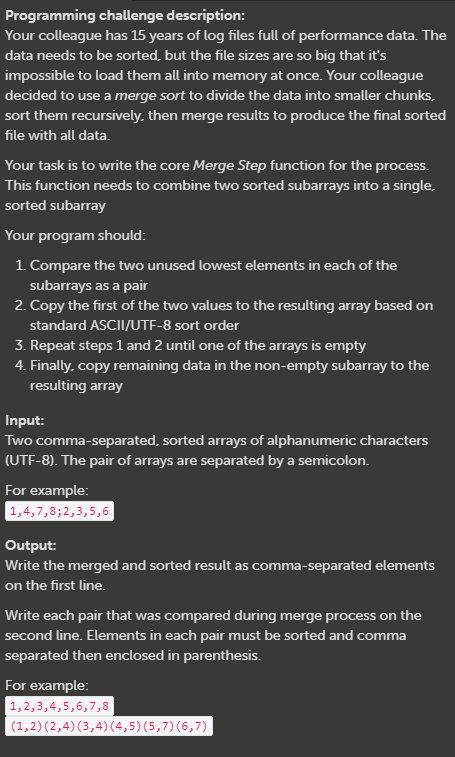 Programming challenge description:
Your colleague has 15 years of log files full of performance data. The
data needs to be sorted, but the file sizes are so big that it's
impossible to load them all into memory at once. Your colleague
decided to use a merge sort to divide the data into smaller chunks,
sort them recursively, then merge results to produce the final sorted
file with all data.
Your task is to write the core Merge Step function for the process.
This function needs to combine two sorted subarrays into a single,
sorted subarray
Your program should:
1. Compare the two unused lowest elements in each of the
subarrays as a pair
2. Copy the first of the two values to the resulting array based on
standard ASCII/UTF-8 sort order
3. Repeat steps 1 and 2 until one of the arrays is empty
4. Finally, copy remaining data in the non-empty subarray to the
resulting array
Input:
Two comma-separated, sorted arrays of alphanumeric characters
(UTF-8). The pair of arrays are separated by a semicolon.
For example:
1,4,7,8;2,3,5,6
Output:
Write the merged and sorted result as comma-separated elements
on the first line.
Write each pair that was compared during merge process on the
second line. Elements in each pair must be sorted and comma
separated then enclosed in parenthesis.
For example:
1,2,3,4,5,6,7,8
(1,2)(2,4)(3,4)(4,5)(5,7)(6,7)